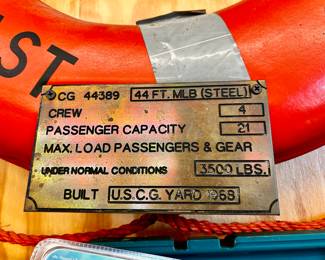 AST
CG 44389 44 FT. MLB (STEEL)
CREW 4
PASSENGER CAPACITY 21
MAX. LOAD PASSENGERS & GEAR
UNDER NORMAL CONDITIONS 3500 LBS.
BUILT U.S.C.G. YARD 1968